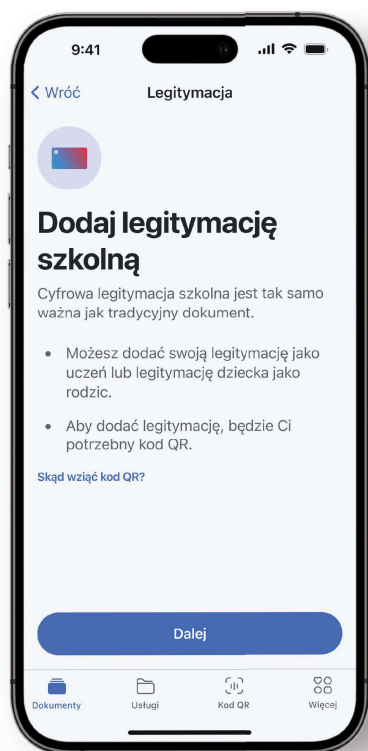 9:41
Wróć
Legitymacja
Dodaj legitymację
szkolną
Cyfrowa legitymacja szkolna jest tak samo
ważna jak tradycyjny dokument.
• Możesz dodać swoją legitymację jako
uczeń lub legitymację dziecka jako
rodzic.
• Aby dodać legitymację, będzie Ci
potrzebny kod QR.
Skąd wziąć kod QR?
Dalej
Dokumenty Usługi Kod QR Więcej